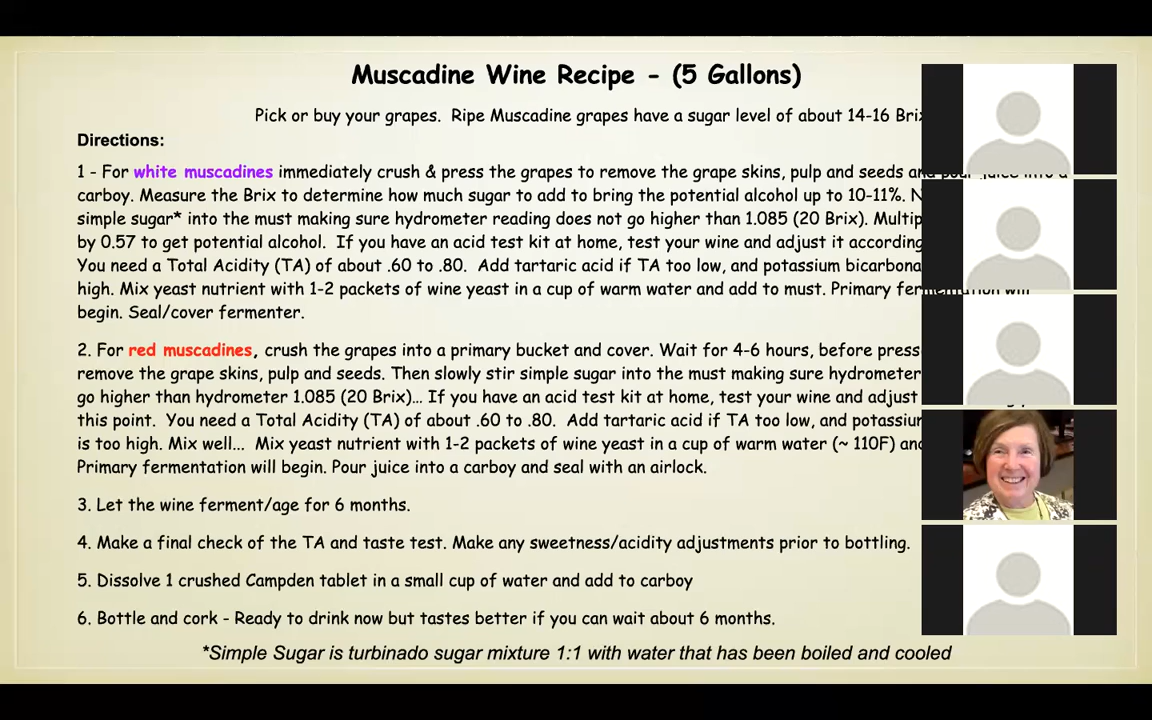 Muscadine Wine Recipe - (5 Gallons)
Pick or buy your grapes.  Ripe Muscadine grapes have a sugar level of about 14-16 Brix
Directions:
1 - For white muscadines immediately crush & press the grapes to remove the grape skins, pulp and seeds and pour juice into a
carboy. Measure the Brix to determine how much sugar to add to bring the potential alcohol up to 10-11%.
simple sugar* into the must making sure hydrometer reading does not go higher than 1.085 (20 Brix).
by 0.57 to get potential alcohol.  If you have an acid test kit at home, test your wine and adjust it
You need a Total Acidity (TA) of about .60 to .80.  Add tartaric acid if TA too low, and potassium
high. Mix yeast nutrient with 1-2 packets of wine yeast in a cup of warm water and add to must. Primary fermentation will
begin. Seal/cover fermenter.
2. For red muscadines, crush the grapes into a primary bucket and cover. Wait for 4-6 hours, before
remove the grape skins, pulp and seeds. Then slowly stir simple sugar into the must making sure hydrometer
go higher than hydrometer 1.085 (20 Brix)... If you have an acid test kit at home, test your wine and adjust
this point.  You need a Total Acidity (TA) of about .60 to .80.  Add tartaric acid if TA too low, and
is too high. Mix well...  Mix yeast nutrient with 1-2 packets of wine yeast in a cup of warm water (~ 110F)
Primary fermentation will begin. Pour juice into a carboy and seal with an airlock.
3. Let the wine ferment/age for 6 months.
4. Make a final check of the TA and taste test. Make any sweetness/acidity adjustments prior to bottling.
5. Dissolve 1 crushed Campden tablet in a small cup of water and add to carboy
6. Bottle and cork - Ready to drink now but tastes better if you can wait about 6 months.
*Simple Sugar is turbinado sugar mixture 1:1 with water that has been boiled and cooled